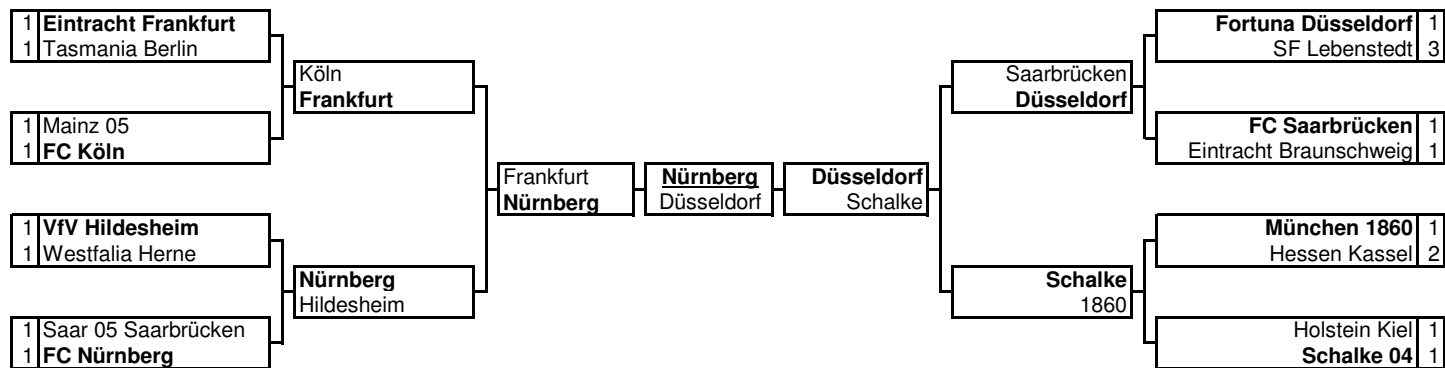 1 Eintracht Frankfurt
1 Tasmania Berlin
Köln
Frankfurt
1 Mainz 05
1 FC Köln
Frankfurt
Nürnberg
1 VfV Hildesheim
1 Westfalia Herne
Nürnberg
Hildesheim
1 Saar 05 Saarbrücken
1 FC Nürnberg
Nürnberg
Düsseldorf
Düsseldorf
Schalke
Fortuna Düsseldorf 1
SF Lebenstedt 3
Saarbrücken
Düsseldorf
FC Saarbrücken 1
Eintracht Braunschweig 1
München 1860 1
Hessen Kassel 2
Schalke
1860
Holstein Kiel 1
Schalke 04 1